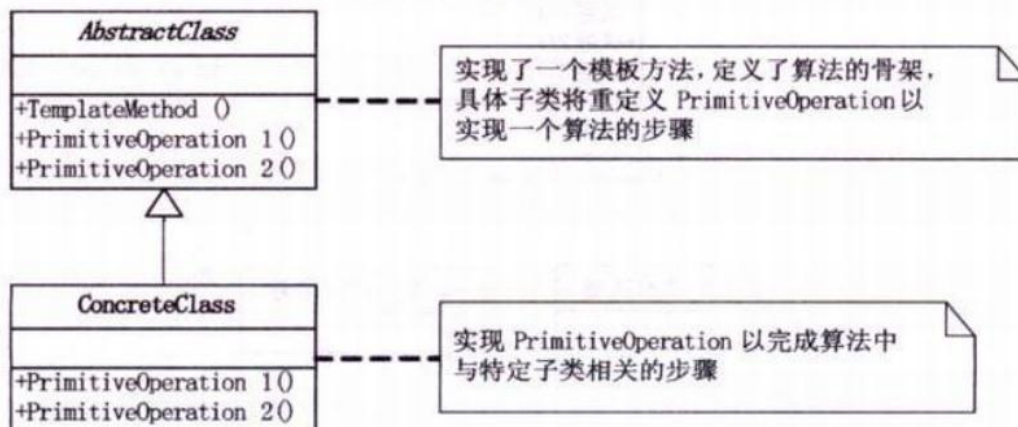 AbstractClass
+TemplateMethod ()
+PrimitiveOperation 1()
+PrimitiveOperation 2()
实现了一个模板方法，定义了算法的骨架，
具体子类将重定义 PrimitiveOperation 以
实现一个算法的步骤
ConcreteClass
+PrimitiveOperation 1()
+PrimitiveOperation 2()
实现 PrimitiveOperation 以完成算法中
与特定子类相关的步骤